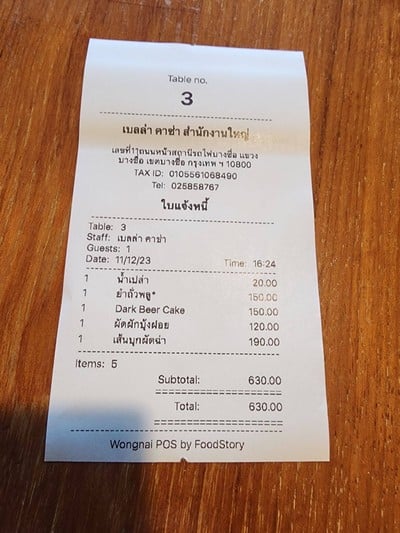 Table no.
3
เบลล่า คาซ่า สำนักงานใหญ่
เลขที่11ถนนหน้าสถานีรถไฟบางซื่อ แขวง
บางซื่อ เขตบางซื่อ กรุงเทพ ฯ 10800
TAX ID: 0105561068490
Tel: 025858767
ใบแจ้งหนี้
Table: 3
Staff: เบลล่า คาซ่า
Guests: 1
Date: 11/12/23 Time: 16:24
1 น้ำเปล่า 20.00
1 ยำถั่วพลู* 150.00
1 Dark Beer Cake 150.00
1 ผัดผักบุ้งฝอย 120.00
1 เส้นบุกผัดฉ่า 190.00
Items: 5
Subtotal: 630.00
Total: 630.00
Wongnai POS by FoodStory